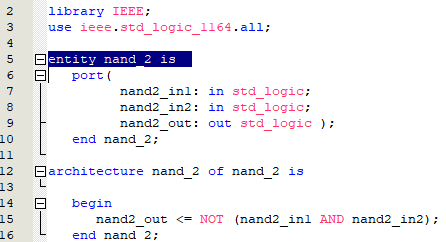 2 library IEEE;
3 use ieee.std_logic_1164.all;
4
5 entity nand_2 is
6 port(
7 nand2_in1: in std_logic;
8 nand2_in2: in std_logic;
9 nand2_out: out std_logic );
10 end nand_2;
11
12 architecture nand_2 of nand_2 is
13
14 begin
15 nand2_out <= NOT (nand2_in1 AND nand2_in2);
16 end nand_2;